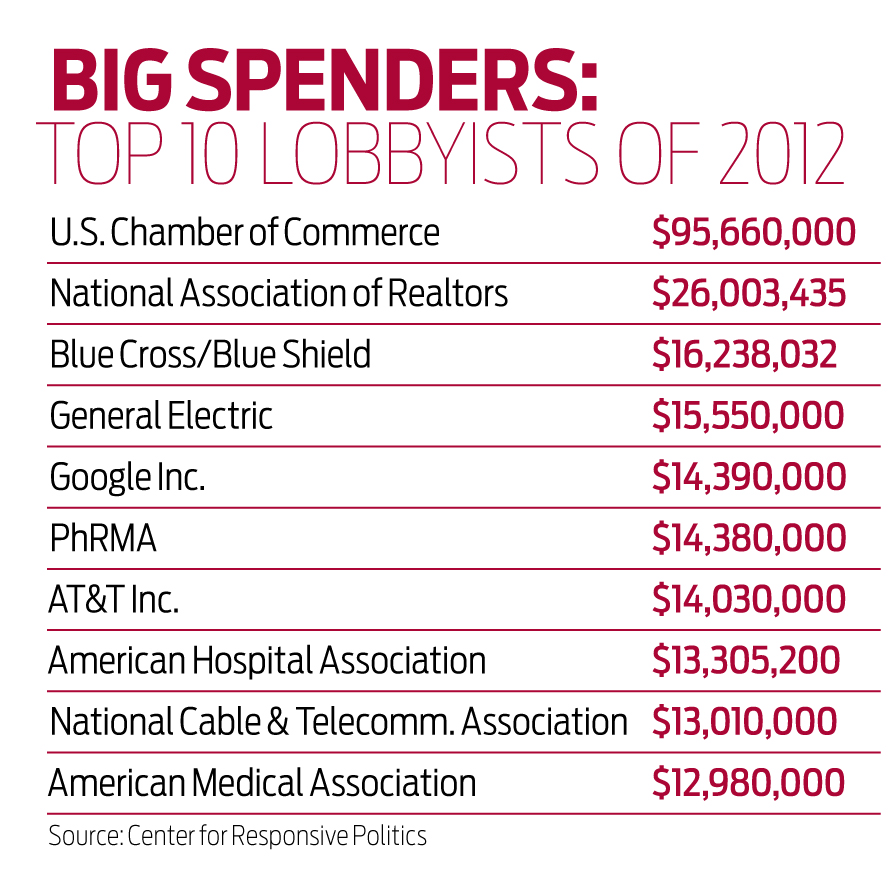 BIG SPENDERS:
TOP 10 LOBBYISTS OF 2012
U.S. Chamber of Commerce $95,660,000
National Association of Realtors $26,003,435
Blue Cross/Blue Shield $16,238,032
General Electric $15,550,000
Google Inc. $14,390,000
PhRMA $14,380,000
AT&T Inc. $14,030,000
American Hospital Association $13,305,200
National Cable & Telecomm. Association $13,010,000
American Medical Association $12,980,000
Source: Center for Responsive Politics